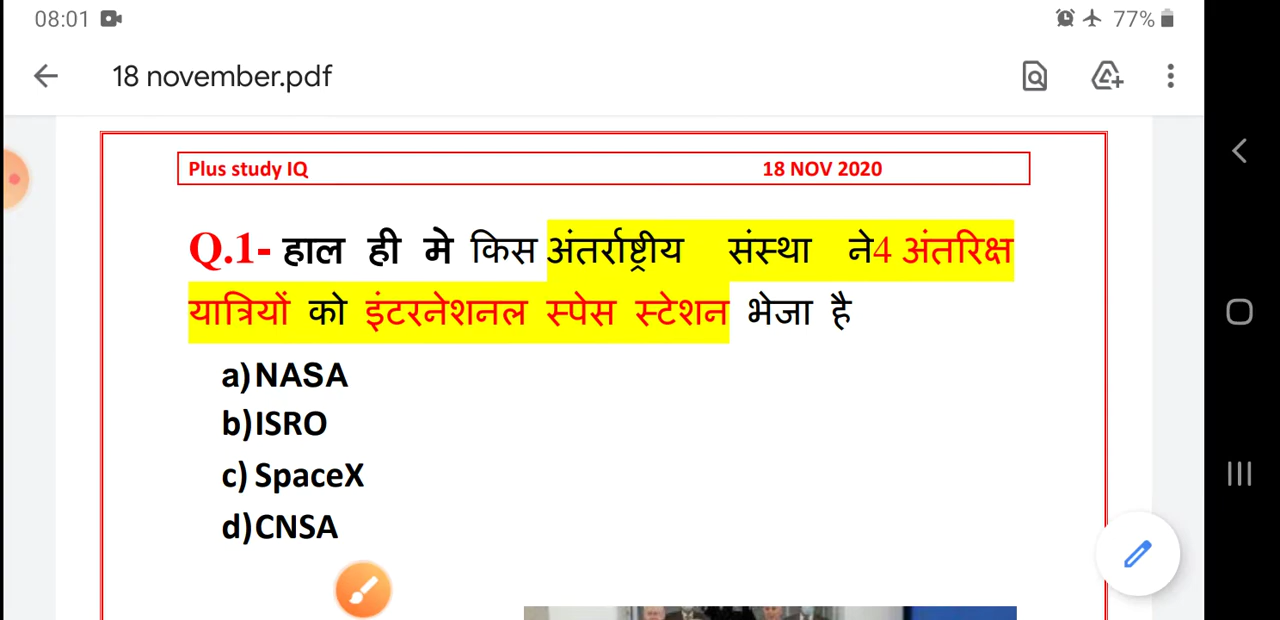 08:01 77%
18 november.pdf
Plus study IQ 18 NOV 2020
Q.1- हाल ही मे किस अंतर्राष्ट्रीय संस्था ने4 अंतरिक्ष
यात्रियों को इंटरनेशनल स्पेस स्टेशन भेजा है
a)NASA
b)ISRO
c) SpaceX
d)CNSA